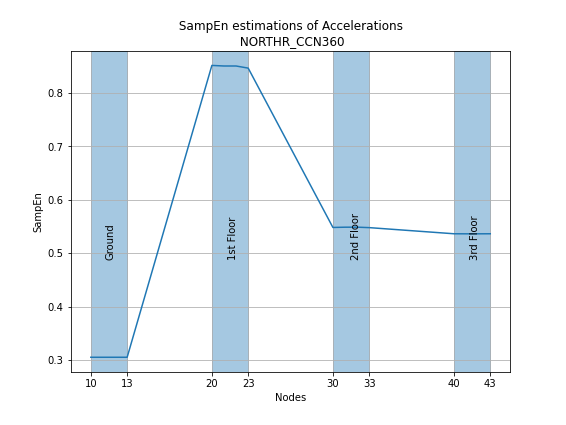 SampEn estimations of Accelerations
NORTHR_CCN360
SampEn
0.8
0.7
0.6
0.5
0.4
0.3
Ground
1st Floor
2nd Floor
3rd Floor
10 13 20 23 30 33 40 43
Nodes